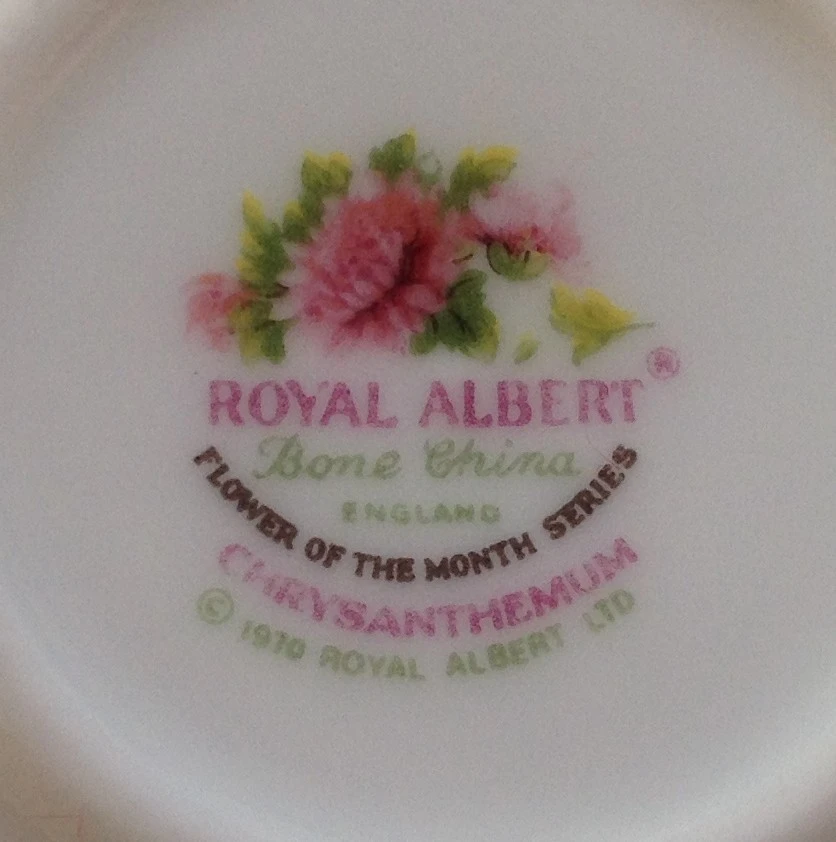 ROYAL ALBERT®
Bone China
ENGLAND
FLOWER OF THE MONTH SERIES
CHRYSANTHEMUM
© 1970 ROYAL ALBERT LTD